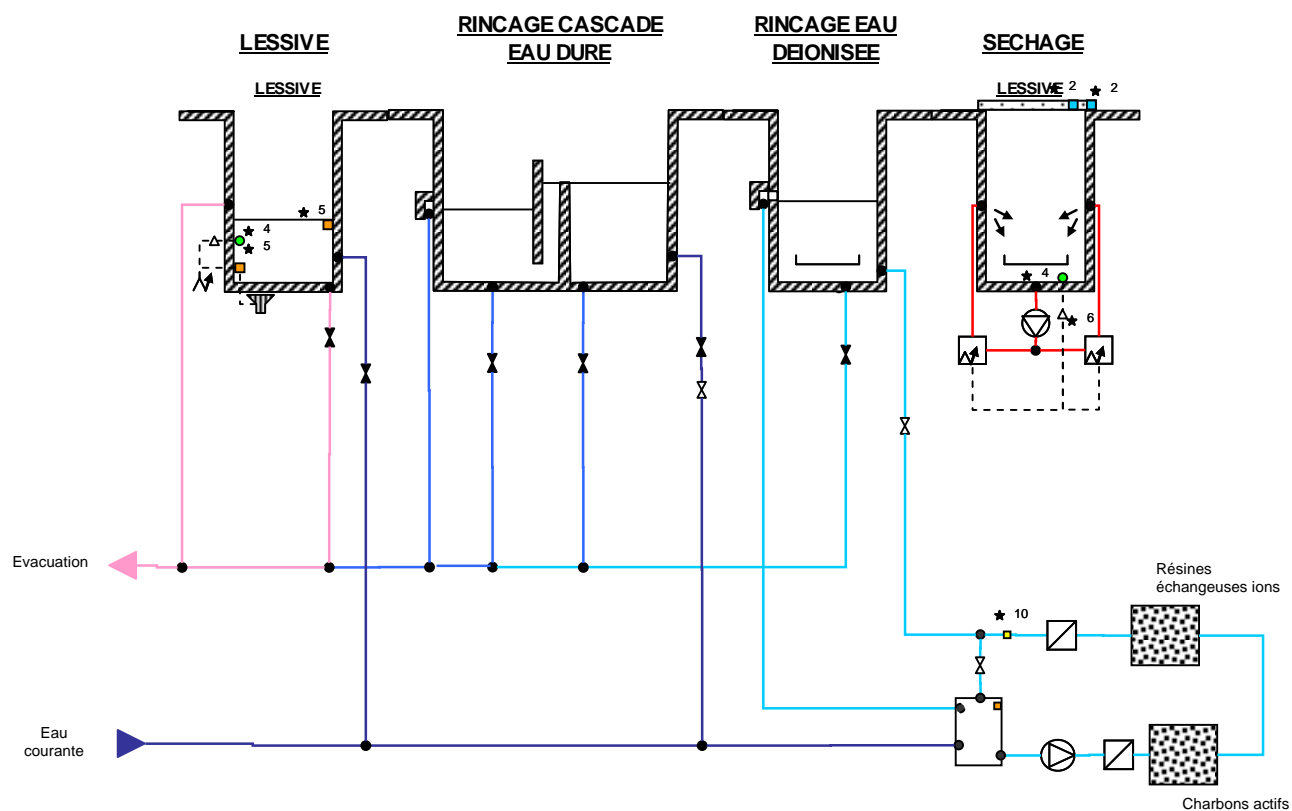 LESSIVE
RINCAGE CASCADE
EAU DURE
RINCAGE EAU
DEIONISEE
SECHAGE
LESSIVE
LESSIVE
2
2
5
4
5
4
6
Evacuation
Résines
échangeuses ions
10
Eau
courante
Charbons actifs